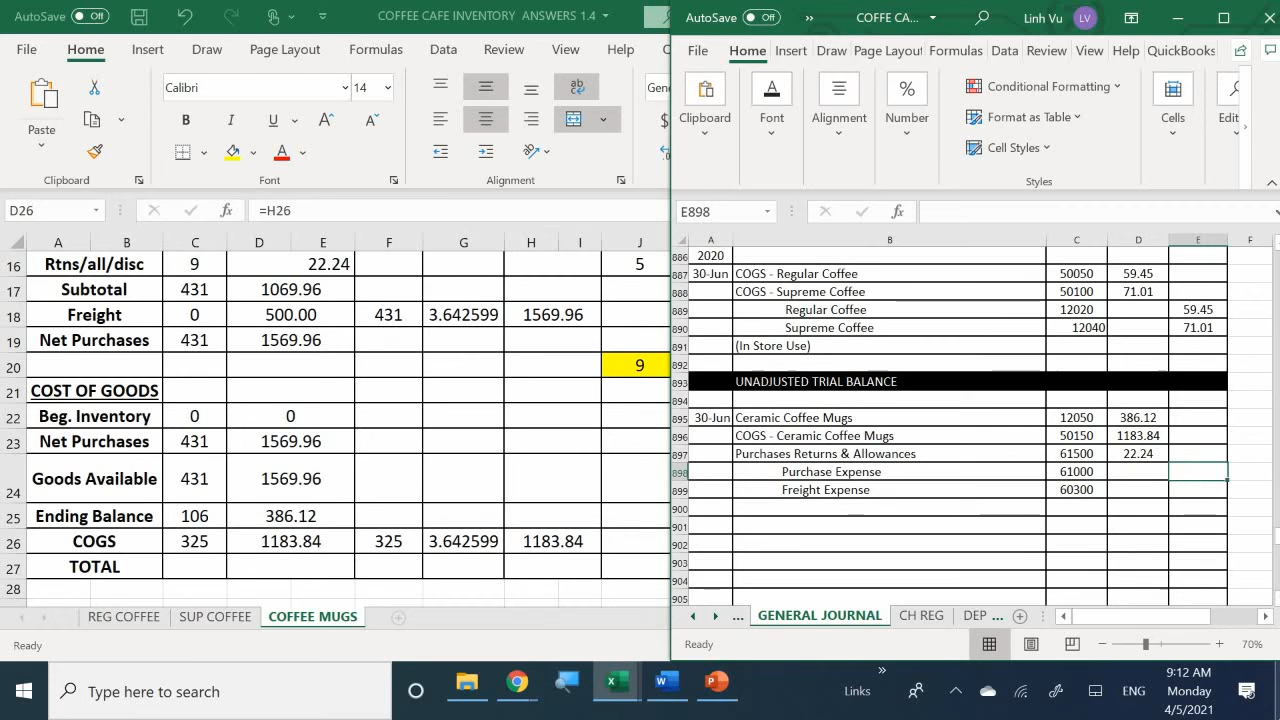 AutoSave Off COFFEE CAFE INVENTORY ANSWERS 1.4
File Home Insert Draw Page Layout Formulas Data Review View Help
Paste
Calibri 14
B I U A A
ab
Gene
$
Clipboard Font Alignment
D26 fx =H26
A B C D E F G H I J
16 Rtns/all/disc 9 22.24 5
17 Subtotal 431 1069.96
18 Freight 0 500.00 431 3.642599 1569.96
19 Net Purchases 431 1569.96
20 9
21 COST OF GOODS
22 Beg. Inventory 0 0
23 Net Purchases 431 1569.96
24 Goods Available 431 1569.96
25 Ending Balance 106 386.12
26 COGS 325 1183.84 325 3.642599 1183.84
27 TOTAL
28
REG COFFEE SUP COFFEE COFFEE MUGS
Ready
AutoSave Off » COFFE CA... Linh Vu LV
File Home Insert Draw Page Layout Formulas Data Review View Help QuickBooks
Clipboard Font Alignment Number
Conditional Formatting
Format as Table
Cell Styles
Styles
Cells Edit
E898 fx
A B C D E F
886 2020
887 30-Jun COGS - Regular Coffee 50050 59.45
888 COGS - Supreme Coffee 50100 71.01
889 Regular Coffee 12020 59.45
890 Supreme Coffee 12040 71.01
891 (In Store Use)
892
893 UNADJUSTED TRIAL BALANCE
894
895 30-Jun Ceramic Coffee Mugs 12050 386.12
896 COGS - Ceramic Coffee Mugs 50150 1183.84
897 Purchases Returns & Allowances 61500 22.24
898 Purchase Expense 61000
899 Freight Expense 60300
900
901
902
903
904
905
... GENERAL JOURNAL CH REG DEP ...
Ready 70%
Type here to search
Links » ENG
9:12 AM
Monday
4/5/2021